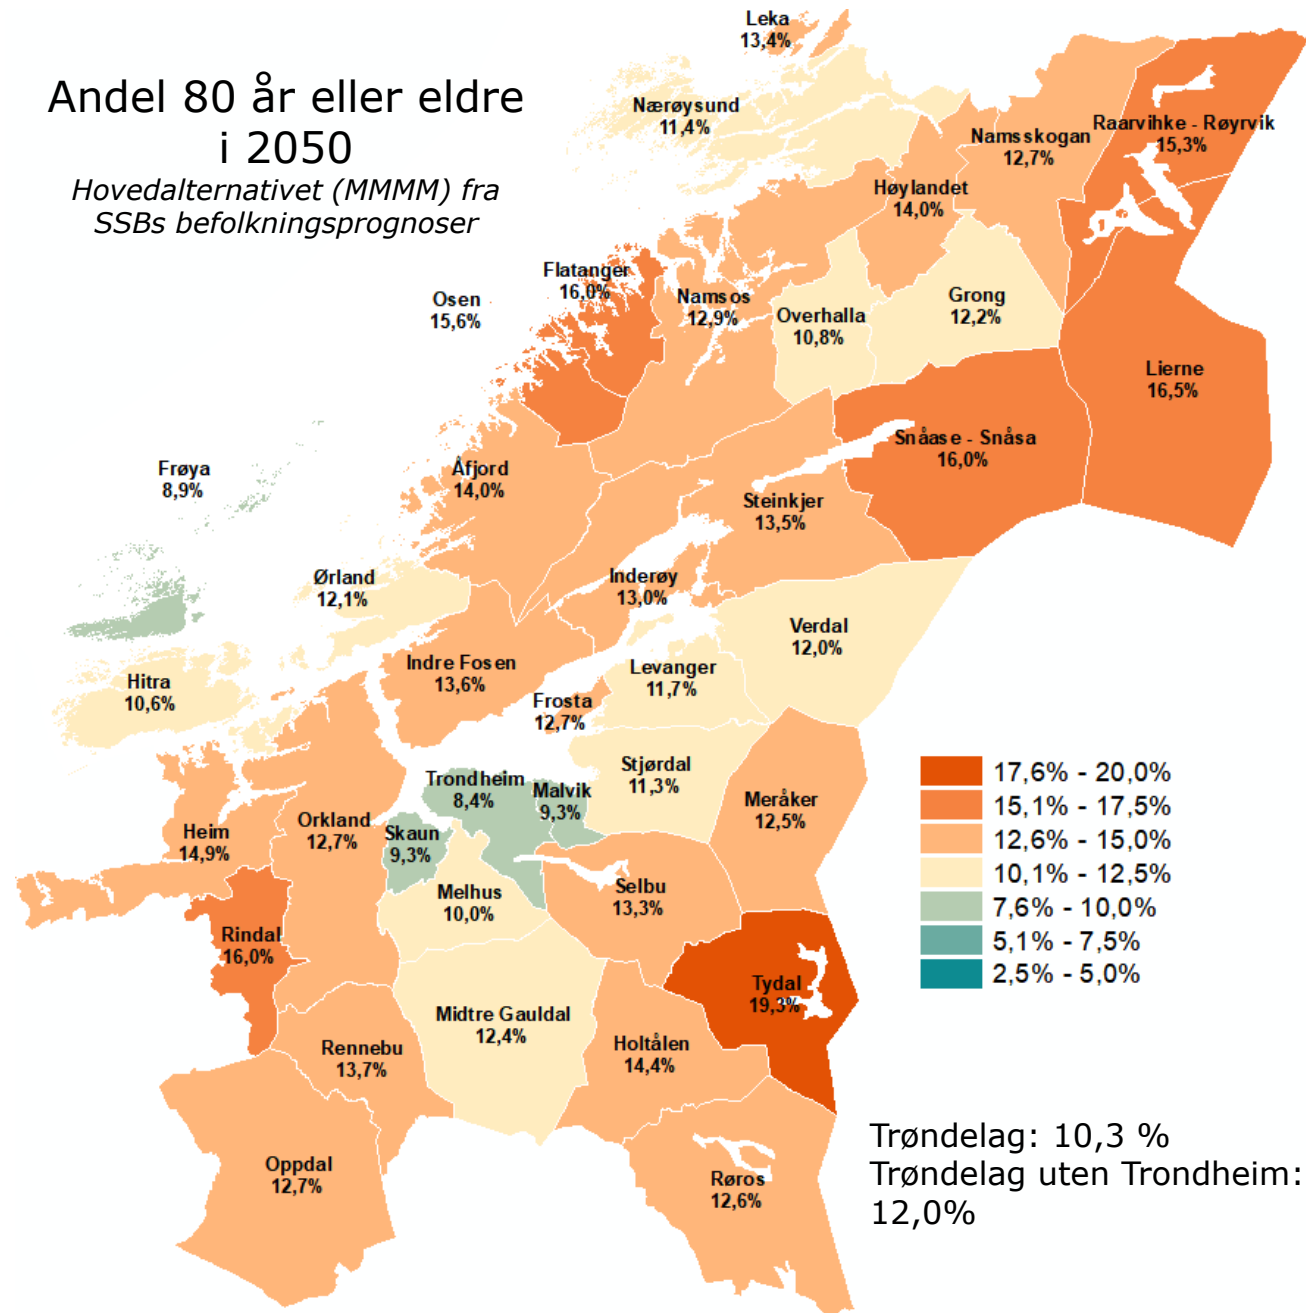 Andel 80 år eller eldre
i 2050
Hovedalternativet (MMMM) fra
SSBs befolkningsprognoser
Leka
13,4%
Nærøysund
11,4%
Namsskogan
12,7%
Raarvihke - Røyrvik
15,3%
Høylandet
14,0%
Flatanger
16,0%
Osen
15,6%
Namsos
12,9%
Overhalla
10,8%
Grong
12,2%
Lierne
16,5%
Snåase - Snåsa
16,0%
Frøya
8,9%
Åfjord
14,0%
Steinkjer
13,5%
Ørland
12,1%
Inderøy
13,0%
Verdal
12,0%
Hitra
10,6%
Indre Fosen
13,6%
Levanger
11,7%
Frosta
12,7%
Stjørdal
11,3%
Trondheim
8,4%
Malvik
9,3%
Meråker
12,5%
Heim
14,9%
Orkland
12,7%
Skaun
9,3%
Melhus
10,0%
Selbu
13,3%
Rindal
16,0%
Tydal
19,3%
Midtre Gauldal
12,4%
Rennebu
13,7%
Holtålen
14,4%
Oppdal
12,7%
Røros
12,6%
17,6% - 20,0%
15,1% - 17,5%
12,6% - 15,0%
10,1% - 12,5%
7,6% - 10,0%
5,1% - 7,5%
2,5% - 5,0%
Trøndelag: 10,3 %
Trøndelag uten Trondheim:
12,0%